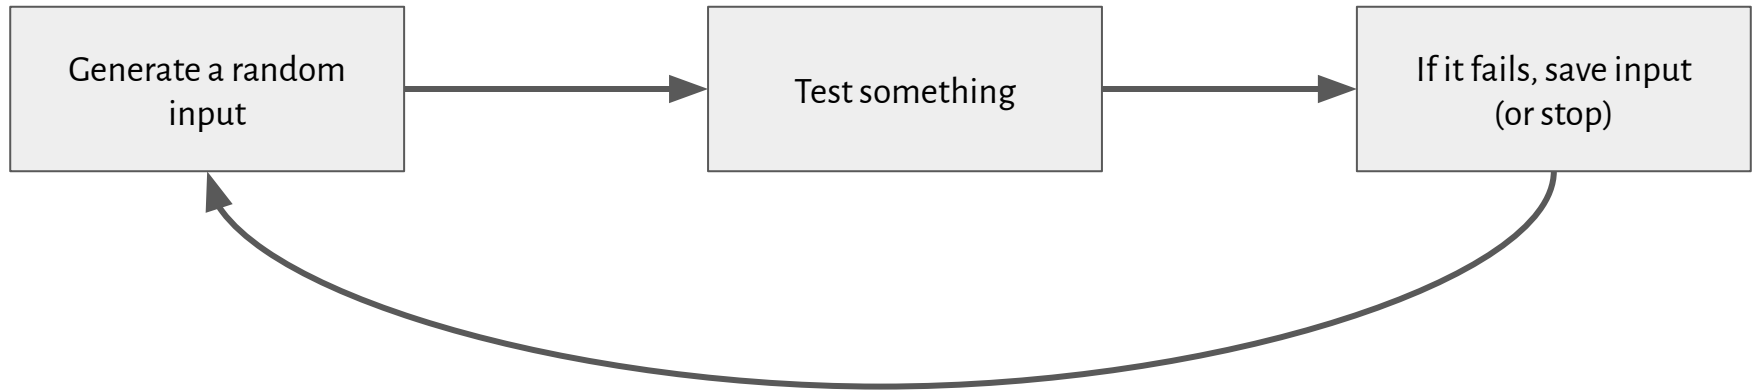 Generate a random
input
Test something
If it fails, save input
(or stop)